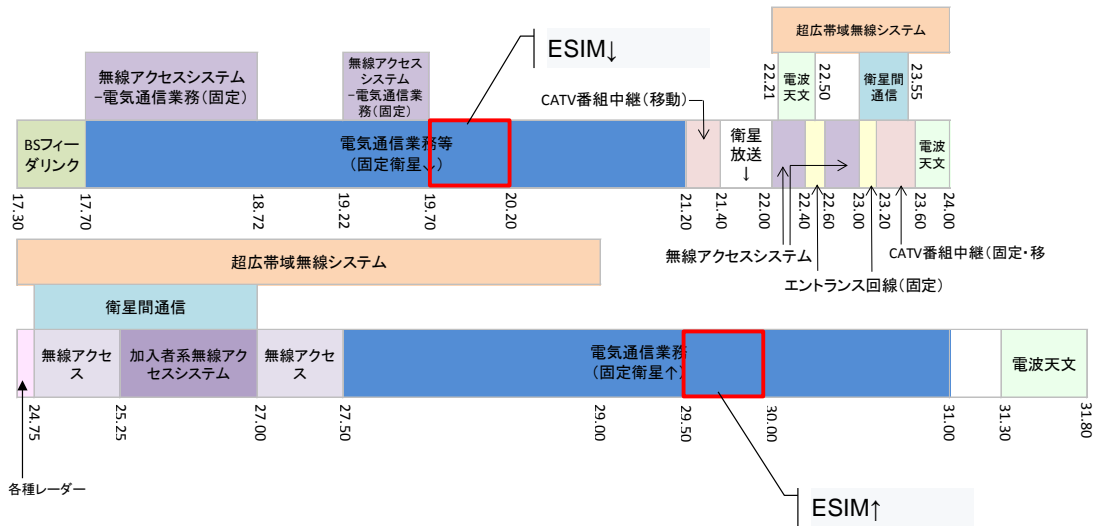 超広帯域無線システム
ESIM↓
無線アクセスシステム
−電気通信業務(固定)
無線アクセス
システム
−電気通信業
務(固定)
CATV番組中継(移動)
22.21
電波
天文
22.50
衛星間
通信
23.55
BSフィー
ダリンク
電気通信業務等
(固定衛星↓)
衛星
放送
↓
電波
天文
17.30
17.70
18.72
19.22
19.70
20.20
21.20
21.40
22.00
22.40
22.60
23.00
23.20
23.60
24.00
無線アクセスシステム
CATV番組中継(固定・移
エントランス回線(固定)
超広帯域無線システム
衛星間通信
無線アクセ
ス
加入者系無線アク
セスシステム
無線アクセ
ス
電気通信業務
(固定衛星↑)
電波天文
24.75
25.25
27.00
27.50
29.00
29.50
30.00
31.00
31.30
31.80
各種レーダー
ESIM↑